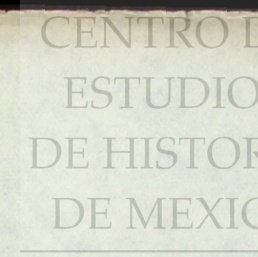 CENTRO D
ESTUDIO
DE HISTOR
DE MEXIC